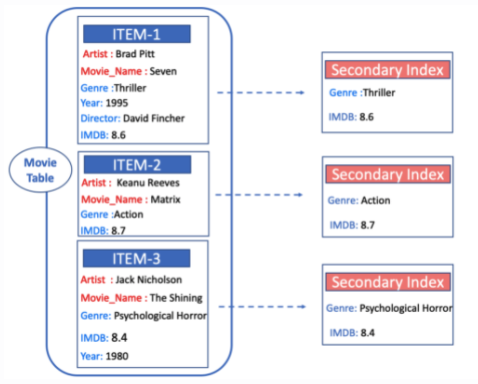 Movie
Table
ITEM-1
Artist : Brad Pitt
Movie_Name : Seven
Genre :Thriller
Year: 1995
Director: David Fincher
IMDB: 8.6
Secondary Index
Genre :Thriller
IMDB: 8.6
ITEM-2
Artist : Keanu Reeves
Movie_Name : Matrix
Genre :Action
IMDB: 8.7
Secondary Index
Genre: Action
IMDB: 8.7
ITEM-3
Artist : Jack Nicholson
Movie_Name : The Shining
Genre: Psychological Horror
IMDB: 8.4
Year: 1980
Secondary Index
Genre: Psychological Horror
IMDB: 8.4